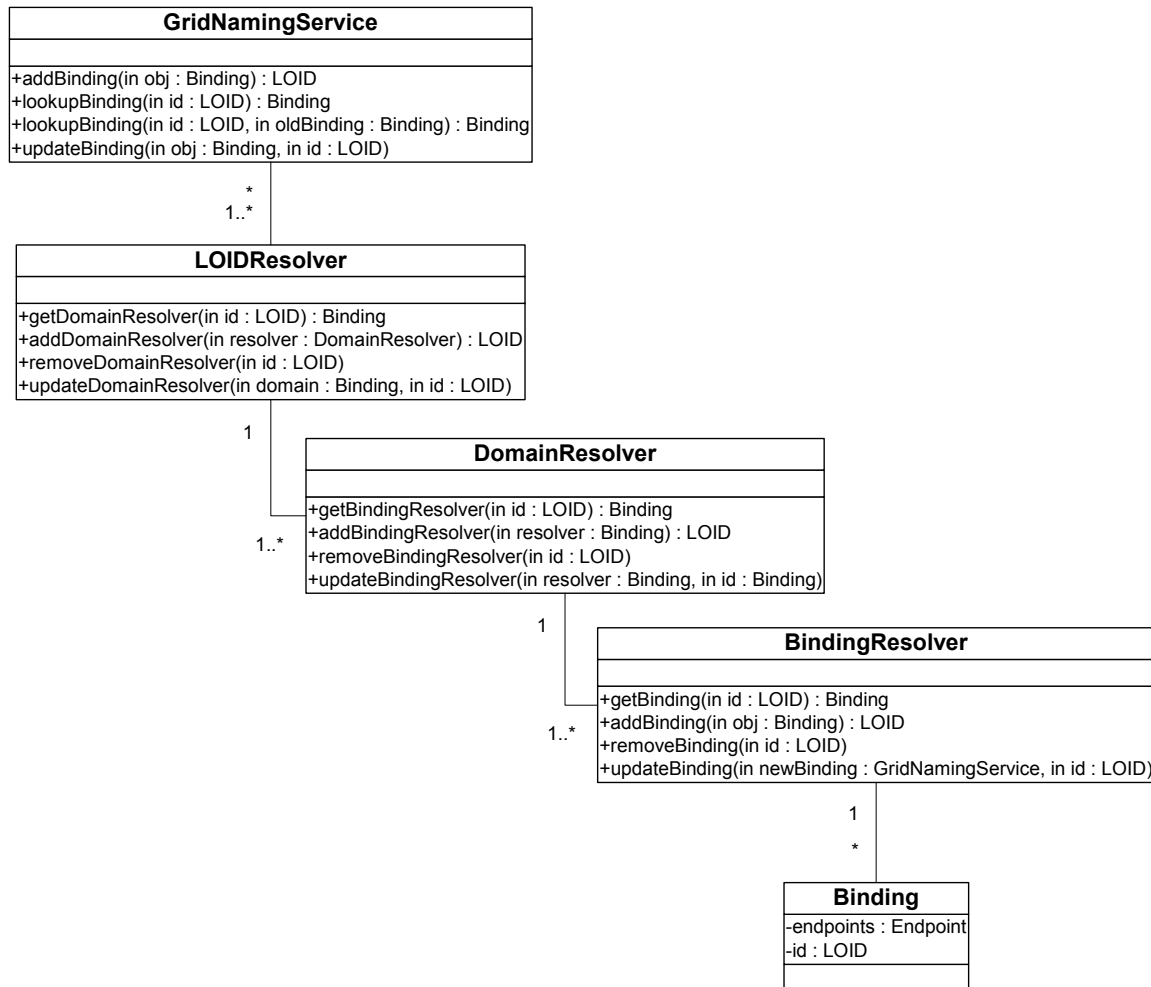 GridNamingService
+addBinding(in obj : Binding) : LOID
+lookupBinding(in id : LOID) : Binding
+lookupBinding(in id : LOID, in oldBinding : Binding) : Binding
+updateBinding(in obj : Binding, in id : LOID)
*
1..*
LOIDResolver
+getDomainResolver(in id : LOID) : Binding
+addDomainResolver(in resolver : DomainResolver) : LOID
+removeDomainResolver(in id : LOID)
+updateDomainResolver(in domain : Binding, in id : LOID)
1
1..*
DomainResolver
+getBindingResolver(in id : LOID) : Binding
+addBindingResolver(in resolver : Binding) : LOID
+removeBindingResolver(in id : LOID)
+updateBindingResolver(in resolver : Binding, in id : Binding)
1
1..*
BindingResolver
+getBinding(in id : LOID) : Binding
+addBinding(in obj : Binding) : LOID
+removeBinding(in id : LOID)
+updateBinding(in newBinding : GridNamingService, in id : LOID)
1
*
Binding
-endpoints : Endpoint
-id : LOID